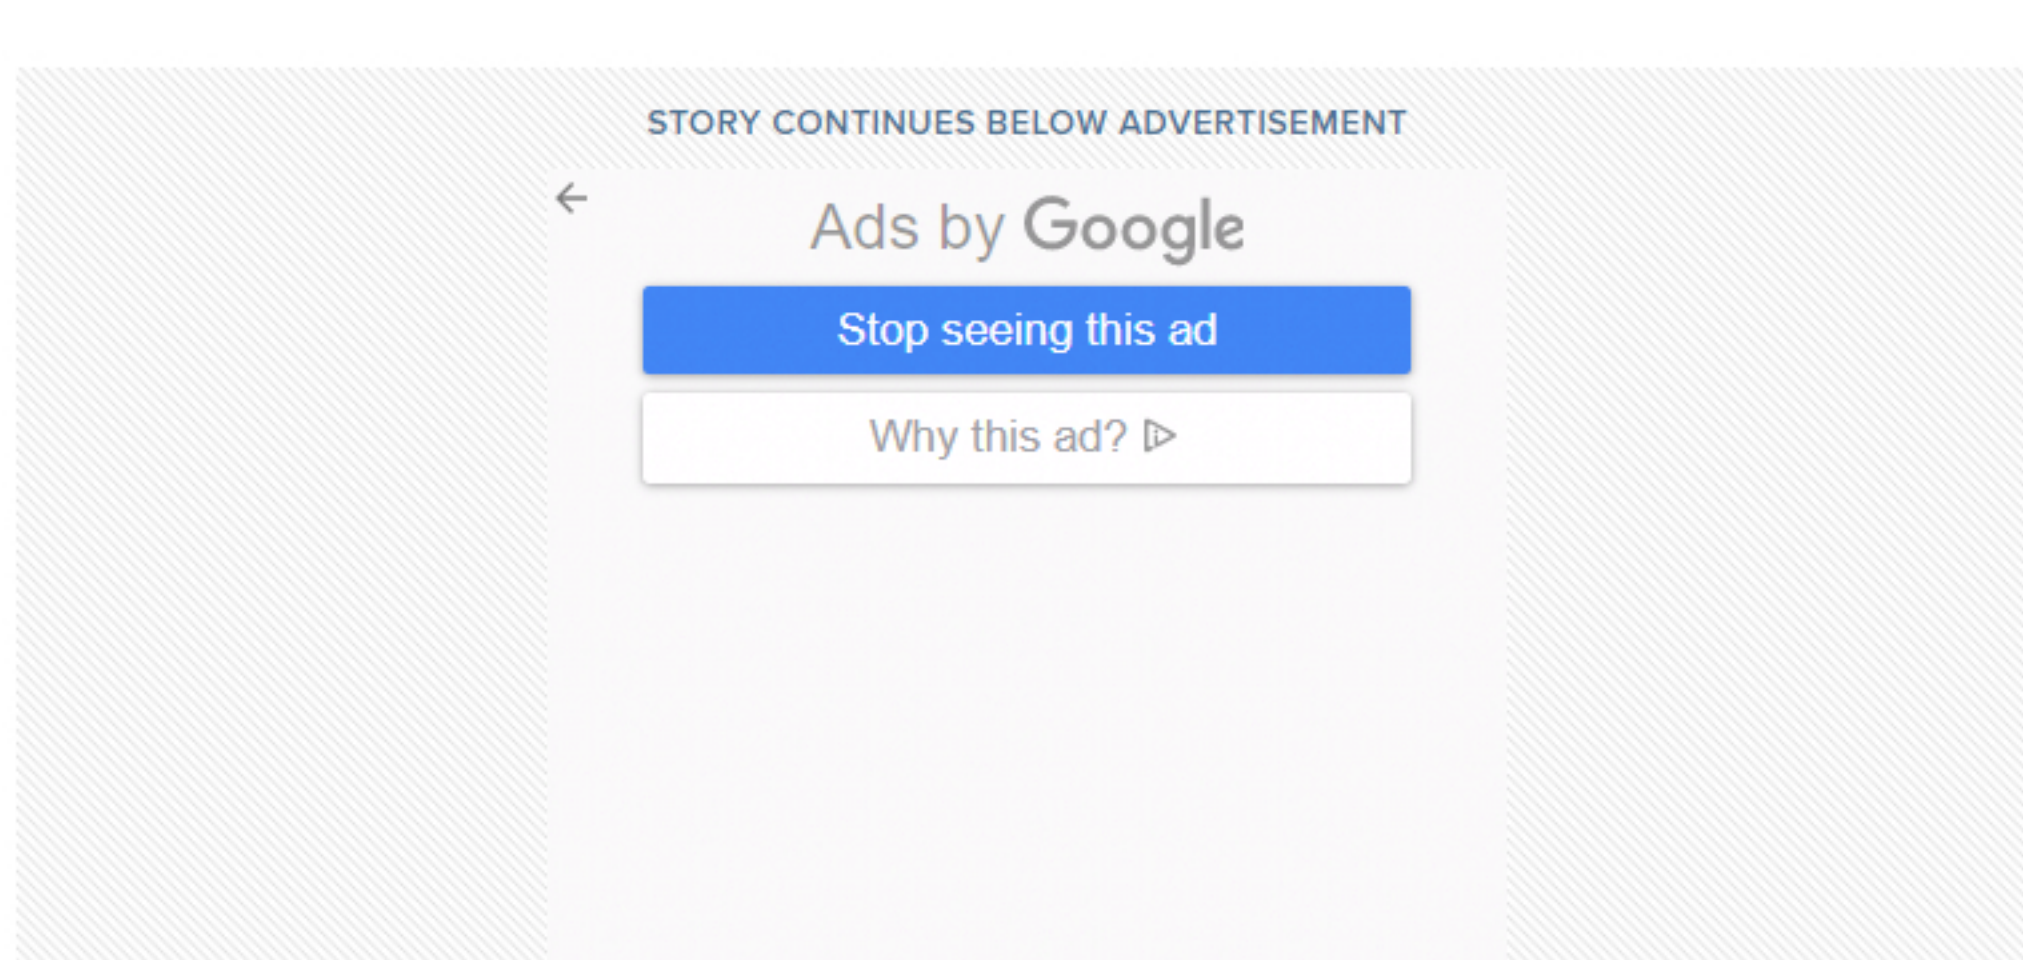 STORY CONTINUES BELOW ADVERTISEMENT
Ads by Google
Stop seeing this ad
Why this ad?